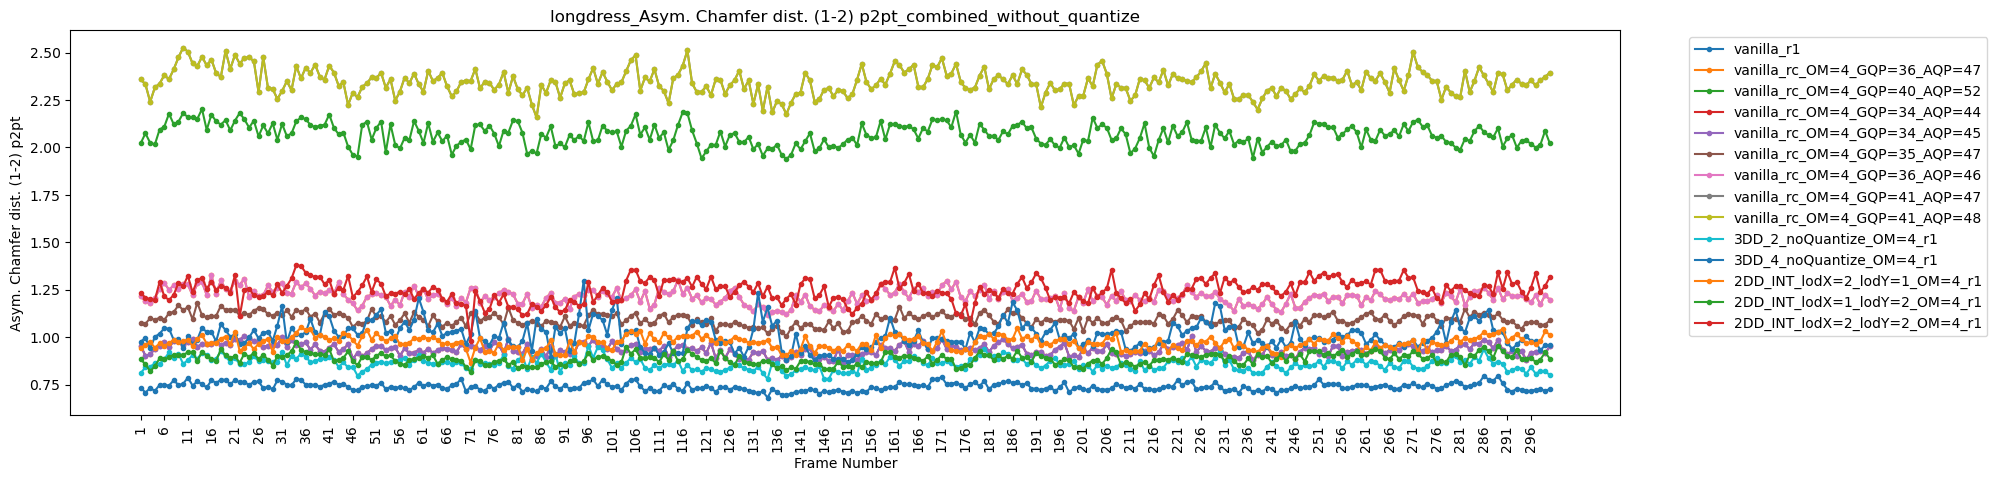 longdress_Asym. Chamfer dist. (1-2) p2pt_combined_without_quantize
Asym. Chamfer dist. (1-2) p2pt
2.50
2.25
2.00
1.75
1.50
1.25
1.00
0.75
1 6 11 16 21 26 31 36 41 46 51 56 61 66 71 76 81 86 91 96 101 106 111 116 121 126 131 136 141 146 151 156 161 166 171 176 181 186 191 196 201 206 211 216 221 226 231 236 241 246 251 256 261 266 271 276 281 286 291 296
Frame Number
vanilla_r1
vanilla_rc_OM=4_GQP=36_AQP=47
vanilla_rc_OM=4_GQP=40_AQP=52
vanilla_rc_OM=4_GQP=34_AQP=44
vanilla_rc_OM=4_GQP=34_AQP=45
vanilla_rc_OM=4_GQP=35_AQP=47
vanilla_rc_OM=4_GQP=36_AQP=46
vanilla_rc_OM=4_GQP=41_AQP=47
vanilla_rc_OM=4_GQP=41_AQP=48
3DD_2_noQuantize_OM=4_r1
3DD_4_noQuantize_OM=4_r1
2DD_INT_lodX=2_lodY=1_OM=4_r1
2DD_INT_lodX=1_lodY=2_OM=4_r1
2DD_INT_lodX=2_lodY=2_OM=4_r1